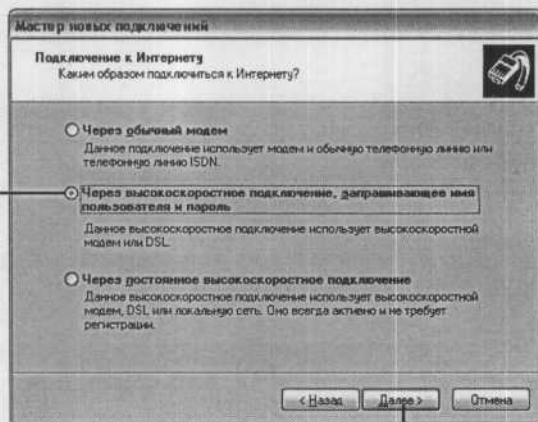 Мастер новых подключений
Подключение к Интернету
Каким образом подключиться к Интернету?
Через обычный модем
Данное подключение использует модем и обычную телефонную линию или
телефонную линию ISDN.
Через высокоскоростное подключение, запрашивающее имя
пользователя и пароль
Данное высокоскоростное подключение использует высокоскоростной
модем или DSL.
Через постоянное высокоскоростное подключение
Данное высокоскоростное подключение использует высокоскоростной
модем, DSL или локальную сеть. Оно всегда активно и не требует
регистрации.
< Назад
Далее >
Отмена